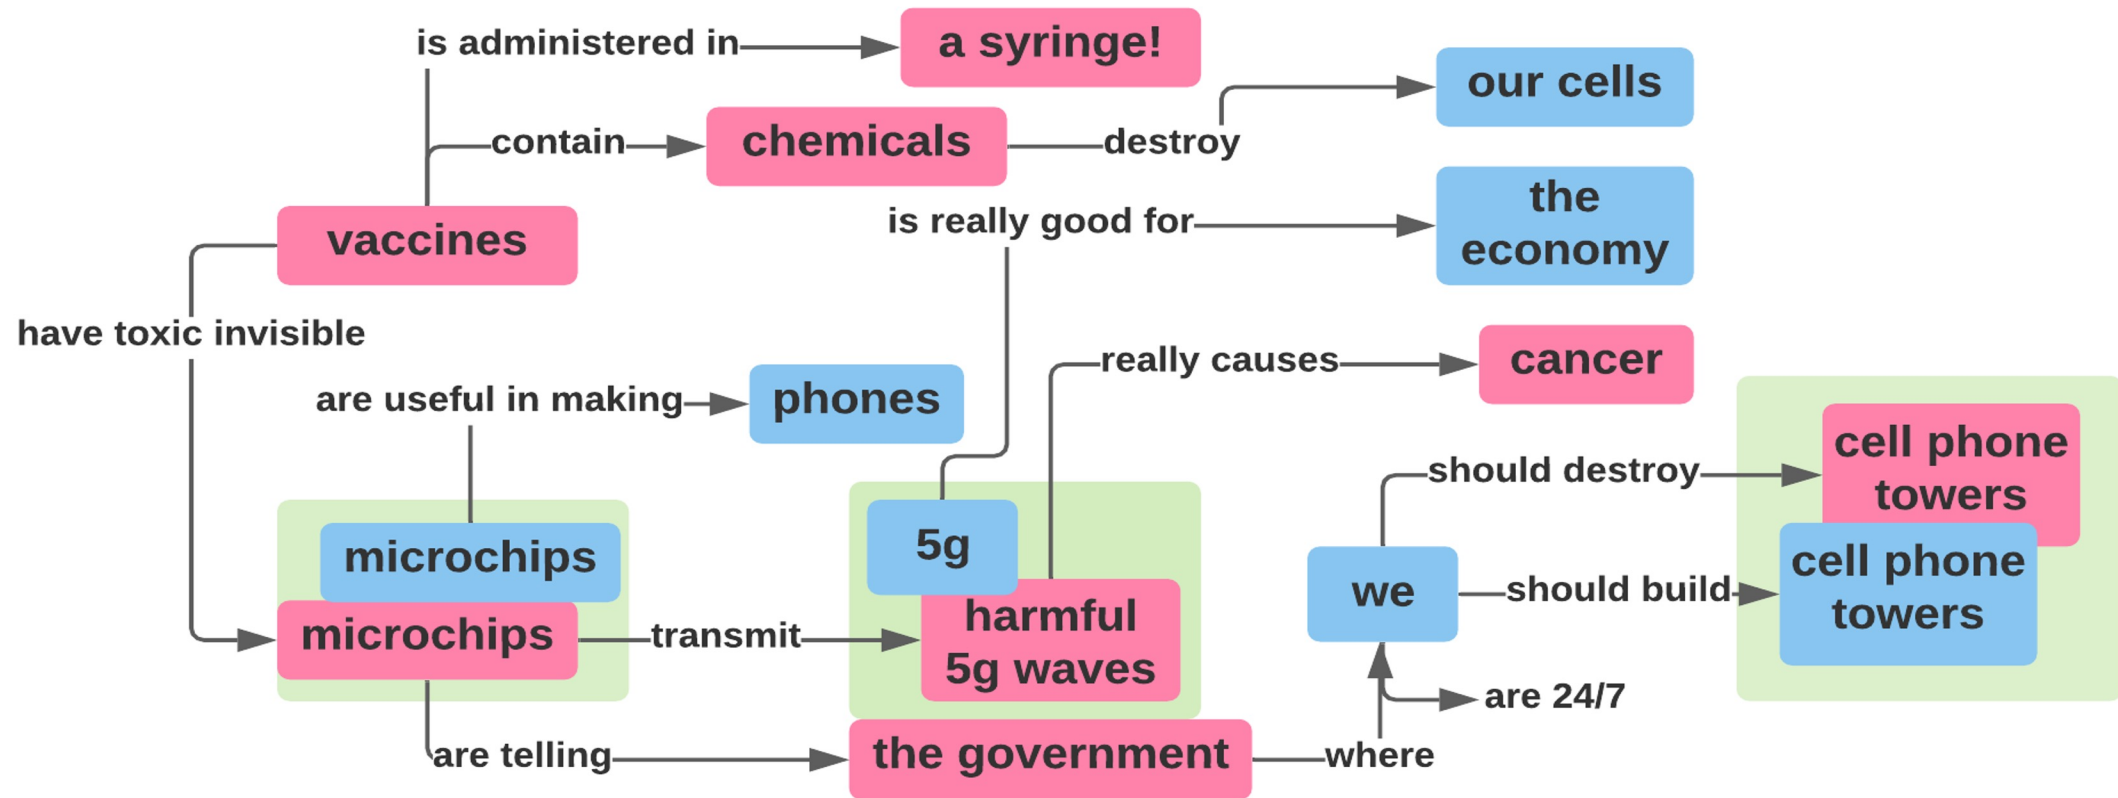 is administered in
a syringe!
our cells
contain
chemicals
destroy
the
economy
is really good for
vaccines
have toxic invisible
really causes
cancer
are useful in making
phones
cell phone
towers
should destroy
microchips
5g
cell phone
towers
we
should build
harmful
5g waves
microchips
transmit
are 24/7
are telling
the government
where